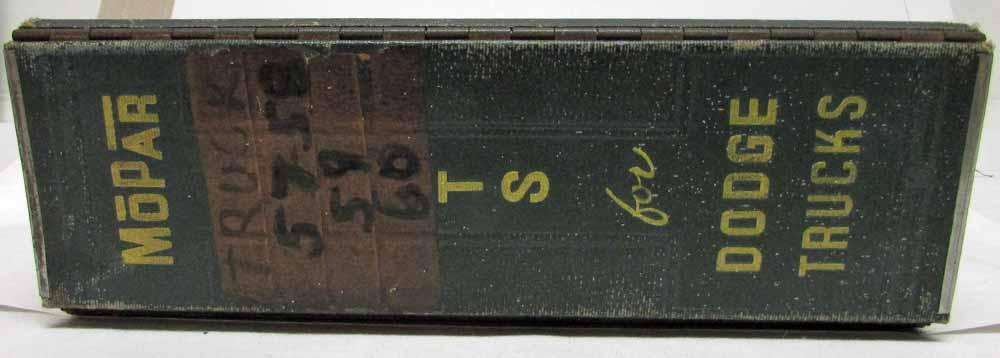 MOPAR
TRUCK
57-58
59
60
T
S
for
DODGE
TRUCKS